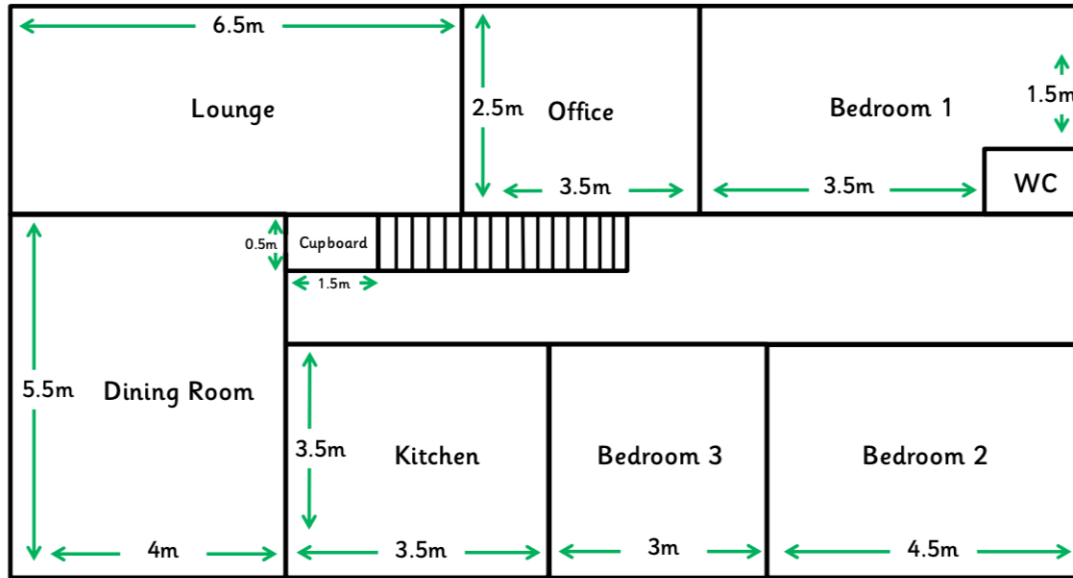 6.5m
Lounge
2.5m
Office
3.5m
Bedroom 1
1.5m
3.5m
WC
0.5m
Cupboard
1.5m
5.5m
Dining Room
4m
3.5m
Kitchen
3.5m
Bedroom 3
3m
Bedroom 2
4.5m